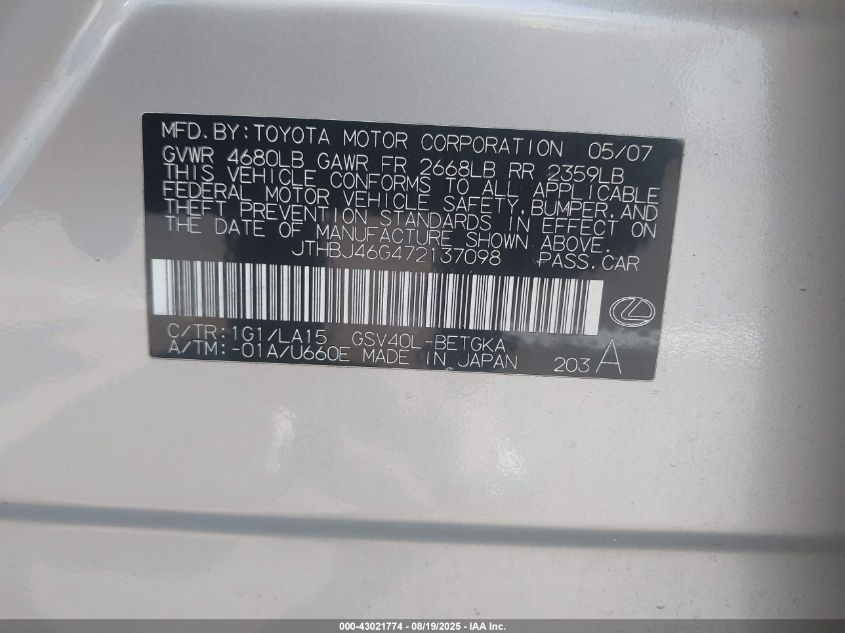 MFD.BY:TOYOTA MOTOR CORPORATION 05/07
GVWR 4680LB GAWR FR 2668LB RR 2359LB
THIS VEHICLE CONFORMS TO ALL APPLICABLE
FEDERAL MOTOR VEHICLE SAFETY,BUMPER,AND
THEFT PREVENTION STANDARDS IN EFFECT ON
THE DATE OF MANUFACTURE SHOWN ABOVE.
JTHBJ46G472137098 PASS.CAR
C/TR:1G1/LA15 GSV40L-BETGKA
A/TM:-01A/U660E MADE IN JAPAN 203A
000-43021774 - 08/19/2025 - IAA Inc.